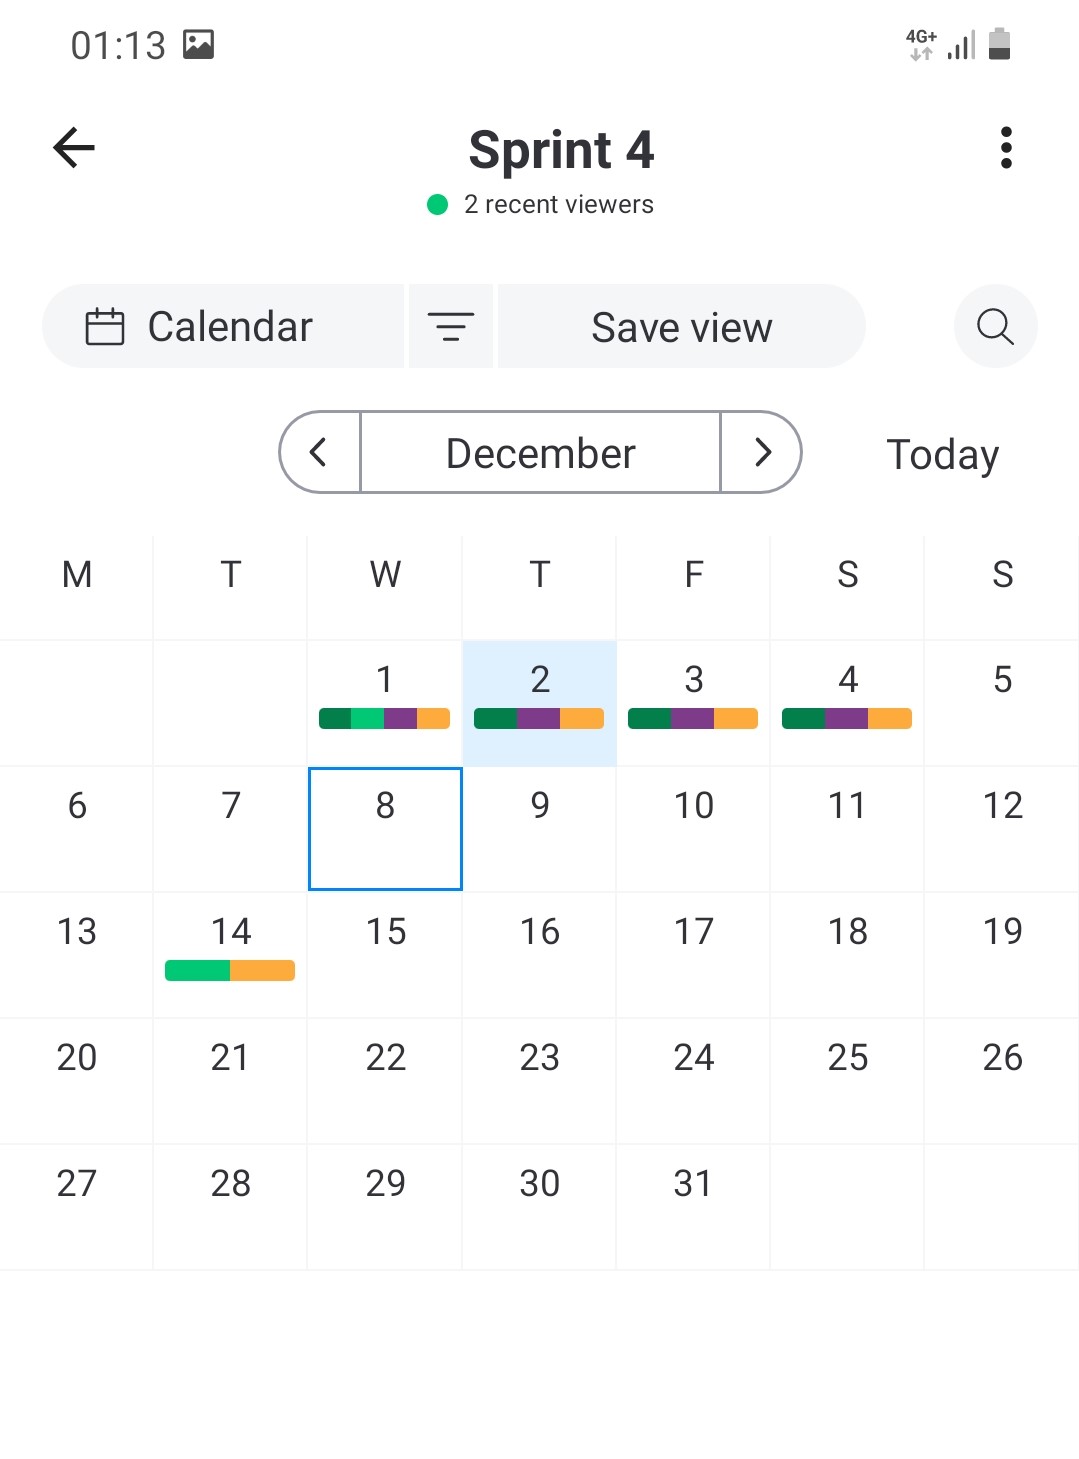 01:13 4G+
Sprint 4
2 recent viewers
Calendar Save view
December Today
M T W T F S S
1 2 3 4 5
6 7 8 9 10 11 12
13 14 15 16 17 18 19
20 21 22 23 24 25 26
27 28 29 30 31